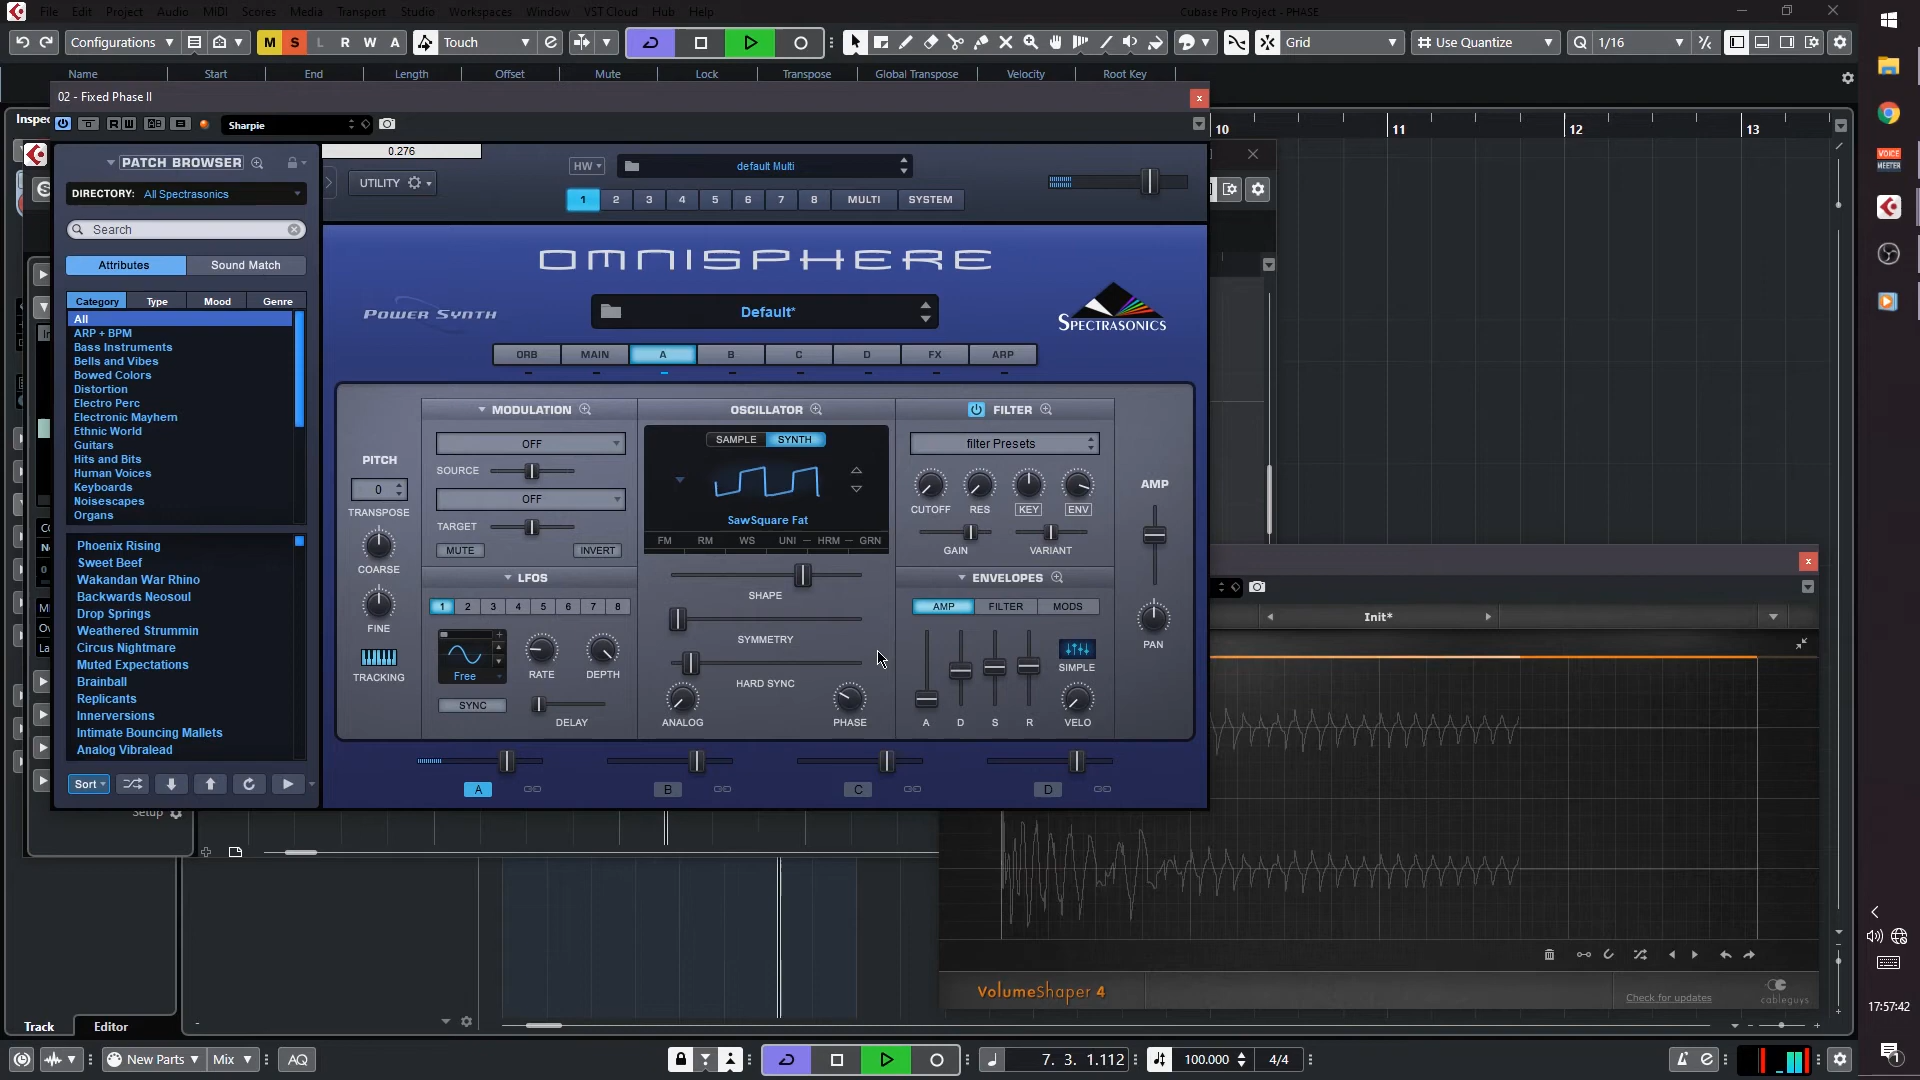 File Edit Project Audio MIDI Scores Media Transport Studio Workspaces Window VST Cloud Hub Help
Cubase Pro Project - PHASE
Configurations M S L R W A Touch Grid Use Quantize Q 1/16
Name Start End Length Offset Mute Lock Transpose Global Transpose Velocity Root Key
02 - Fixed Phase II
Inspe
Sharpie
10 11 12 13
PATCH BROWSER
0.276
DIRECTORY: All Spectrasonics
UTILITY
HW
default Multi
1 2 3 4 5 6 7 8 MULTI SYSTEM
Search
Attributes Sound Match
Category Type Mood Genre
All
ARP + BPM
Bass Instruments
Bells and Vibes
Bowed Colors
Distortion
Electro Perc
Electronic Mayhem
Ethnic World
Guitars
Hits and Bits
Human Voices
Keyboards
Noisescapes
Organs
Phoenix Rising
Sweet Beef
Wakandan War Rhino
Backwards Neosoul
Drop Springs
Weathered Strummin
Circus Nightmare
Muted Expectations
Brainball
Replicants
Innerversions
Intimate Bouncing Mallets
Analog Vibralead
Sort
OMNISPHERE
POWER SYNTH
Default*
SPECTRASONICS
ORB MAIN A B C D FX ARP
PITCH
0
TRANSPOSE
COARSE
FINE
TRACKING
MODULATION
OFF
SOURCE
OFF
TARGET
MUTE INVERT
LFOS
1 2 3 4 5 6 7 8
Free
RATE DEPTH
SYNC
DELAY
OSCILLATOR
SAMPLE SYNTH
SawSquare Fat
FM RM WS UNI HRM GRN
SHAPE
SYMMETRY
HARD SYNC
ANALOG PHASE
FILTER
filter Presets
CUTOFF RES KEY ENV
GAIN VARIANT
ENVELOPES
AMP FILTER MODS
SIMPLE
A D S R VELO
AMP
PAN
A B C D
Setup
Init*
VolumeShaper 4
Check for updates
cableguys
Track Editor
-
New Parts Mix AQ
7. 3. 1.112
100.000
4/4
VOICE
MEETER
17:57:42
1